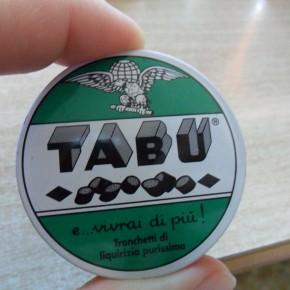 TABU®
e...vivrai di più!
Tronchetti di
liquirizia purissima